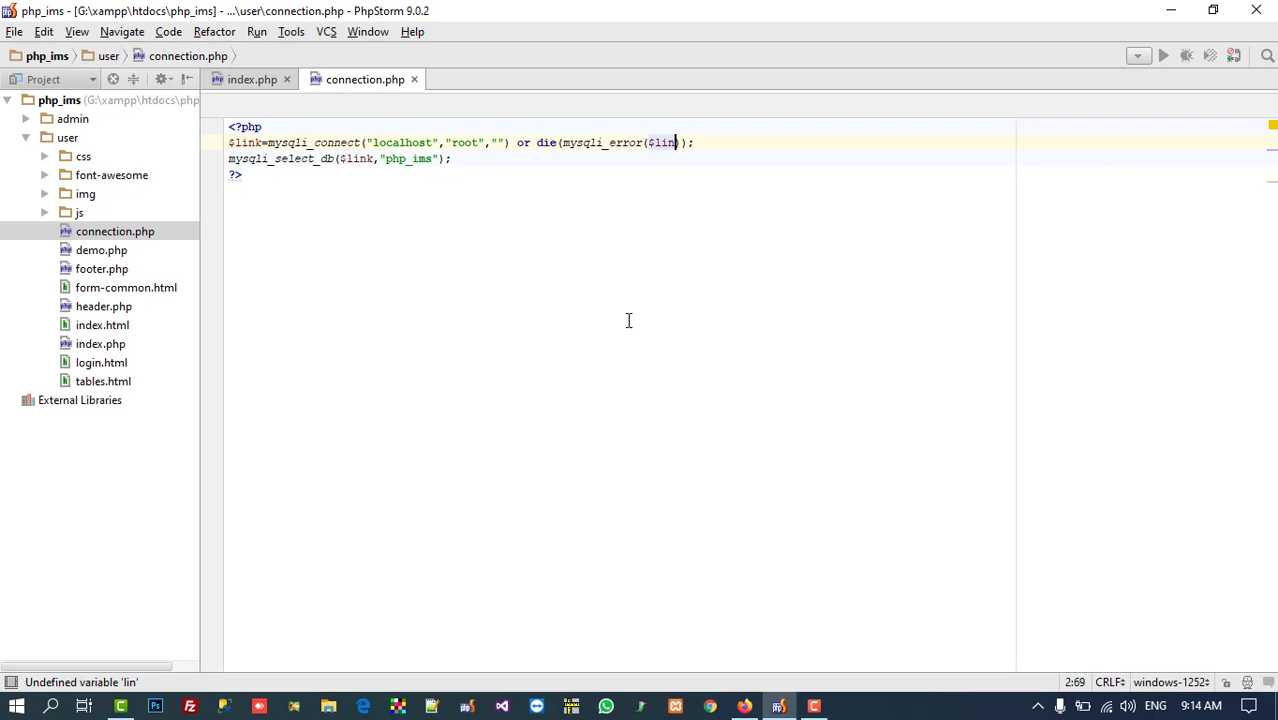 php_ims - [G:\xampp\htdocs\php_ims] - ...\user\connection.php - PhpStorm 9.0.2
File Edit View Navigate Code Refactor Run Tools VCS Window Help
php_ims user connection.php
Project index.php connection.php
php_ims (G:\xampp\htdocs\php
admin
user
css
font-awesome
img
js
connection.php
demo.php
footer.php
form-common.html
header.php
index.html
index.php
login.html
tables.html
External Libraries
<?php
$link=mysqli_connect("localhost","root","") or die(mysqli_error($lin));
mysqli_select_db($link,"php_ims");
?>
Undefined variable 'lin' 2:69 CRLF windows-1252
ENG 9:14 AM